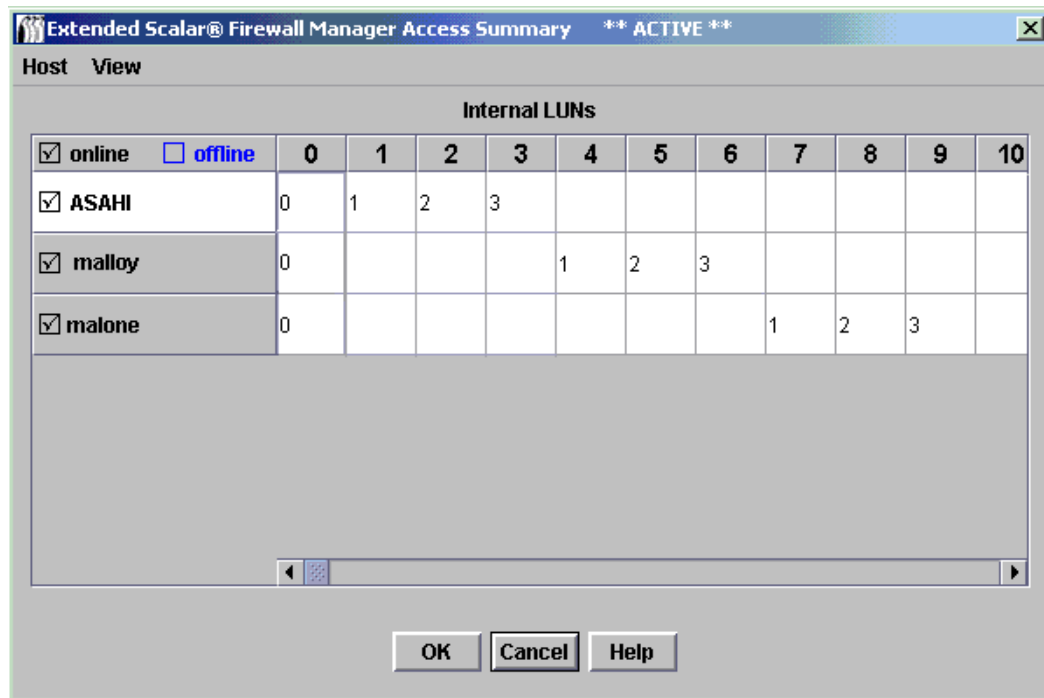 Extended Scalar® Firewall Manager Access Summary ** ACTIVE **
Host View
Internal LUNs
online offline 0 1 2 3 4 5 6 7 8 9 10
ASAHI 0 1 2 3
malloy 0 1 2 3
malone 0 1 2 3
OK Cancel Help